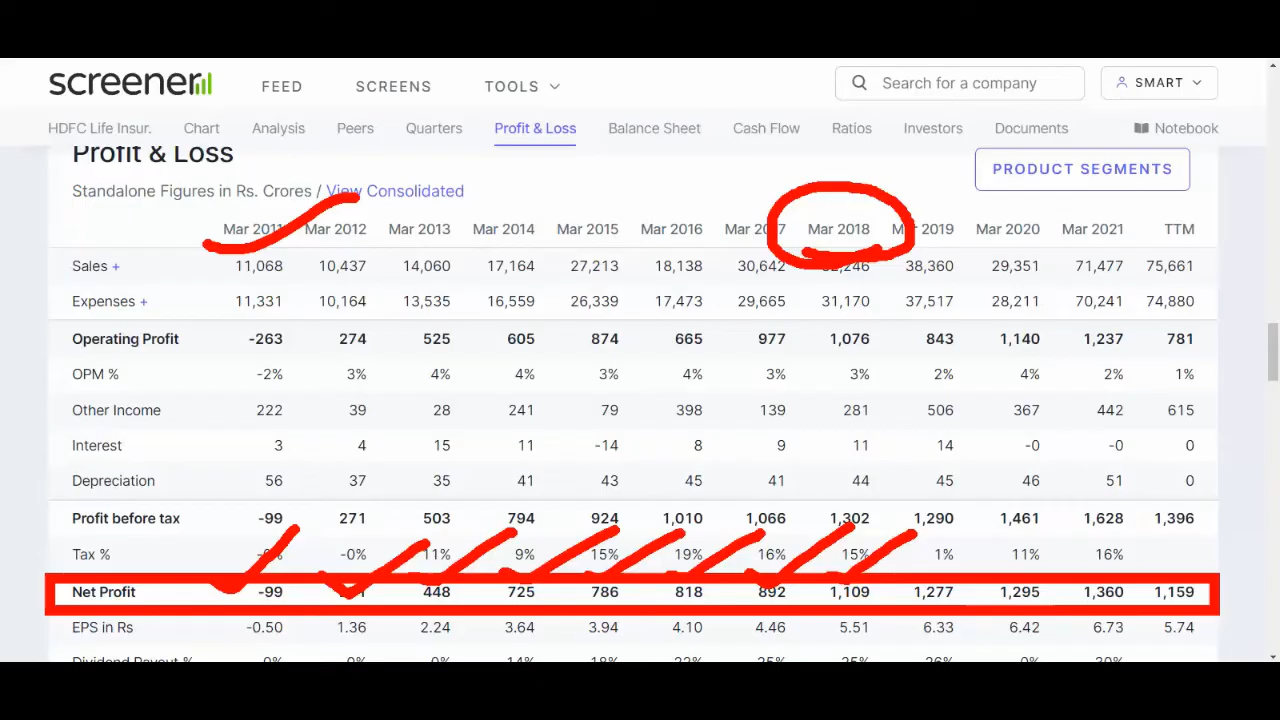 screener FEED SCREENS TOOLS Search for a company SMART
HDFC Life Insur. Chart Analysis Peers Quarters Profit & Loss Balance Sheet Cash Flow Ratios Investors Documents Notebook
Profit & Loss PRODUCT SEGMENTS
Standalone Figures in Rs. Crores / View Consolidated
Mar 2011 Mar 2012 Mar 2013 Mar 2014 Mar 2015 Mar 2016 Mar 2017 Mar 2018 Mar 2019 Mar 2020 Mar 2021 TTM
Sales + 11,068 10,437 14,060 17,164 27,213 18,138 30,642 38,360 29,351 71,477 75,661
Expenses + 11,331 10,164 13,535 16,559 26,339 17,473 29,665 31,170 37,517 28,211 70,241 74,880
Operating Profit -263 274 525 605 874 665 977 1,076 843 1,140 1,237 781
OPM % -2% 3% 4% 4% 3% 4% 3% 3% 2% 4% 2% 1%
Other Income 222 39 28 241 79 398 139 281 506 367 442 615
Interest 3 4 15 11 -14 8 9 11 14 -0 -0 0
Depreciation 56 37 35 41 43 45 41 44 45 46 51 0
Profit before tax -99 271 503 794 924 1,010 1,066 1,302 1,290 1,461 1,628 1,396
Tax % -0% 11% 9% 15% 19% 16% 15% 1% 11% 16%
Net Profit -99 448 725 786 818 892 1,109 1,277 1,295 1,360 1,159
EPS in Rs -0.50 1.36 2.24 3.64 3.94 4.10 4.46 5.51 6.33 6.42 6.73 5.74